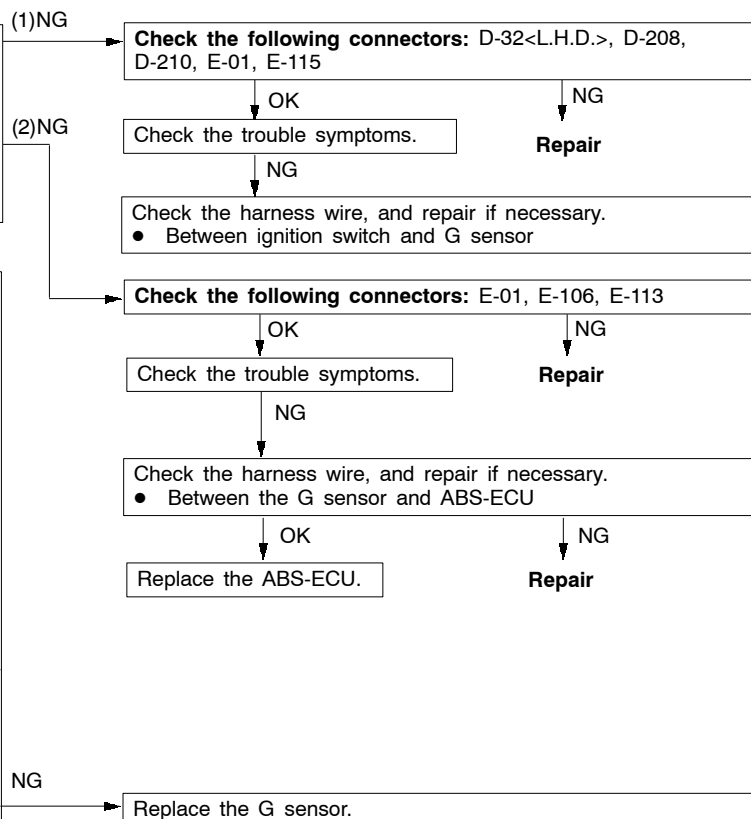 (1)NG
Check the following connectors: D-32<L.H.D.>, D-208,
D-210, E-01, E-115
OK
NG
(2)NG
Check the trouble symptoms.
Repair
NG
Check the harness wire, and repair if necessary.
● Between ignition switch and G sensor
Check the following connectors: E-01, E-106, E-113
OK
NG
Check the trouble symptoms.
Repair
NG
Check the harness wire, and repair if necessary.
● Between the G sensor and ABS-ECU
OK
NG
Replace the ABS-ECU.
Repair
NG
Replace the G sensor.